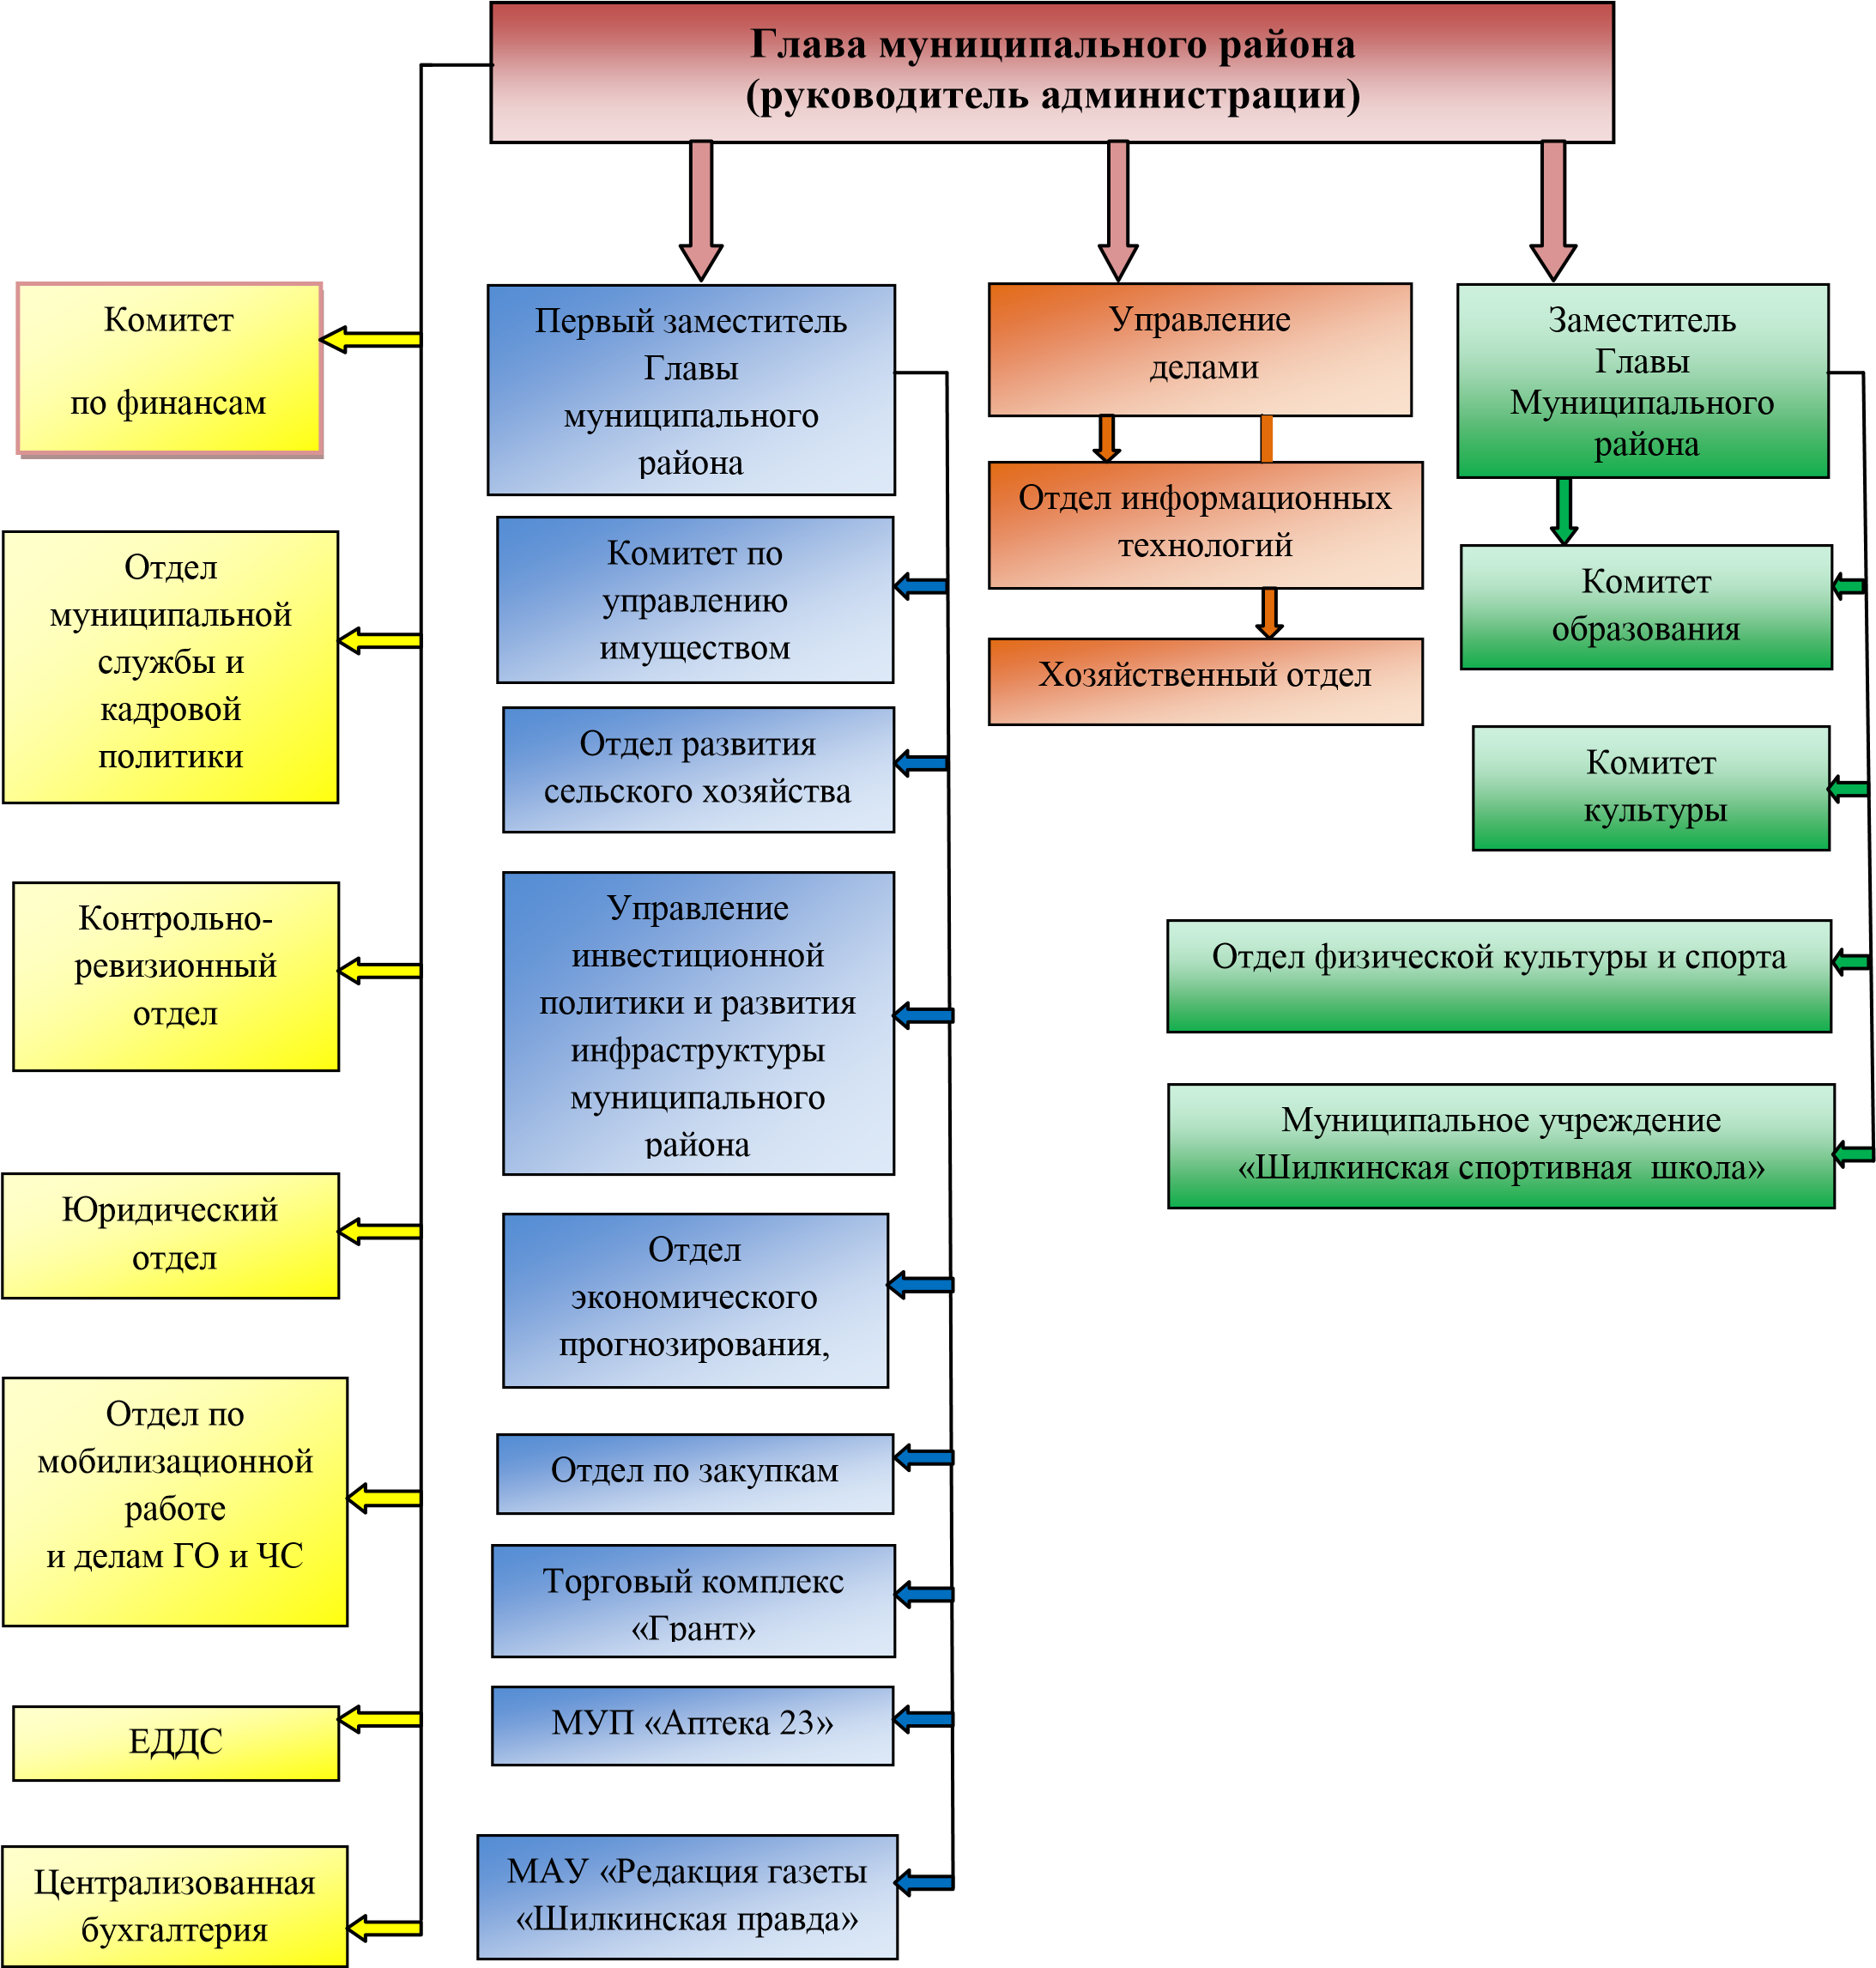 Глава муниципального района
(руководитель администрации)
Комитет
по финансам
Отдел
муниципальной
службы и
кадровой
политики
Контрольно-
ревизионный
отдел
Юридический
отдел
Отдел по
мобилизационной
работе
и делам ГО и ЧС
ЕДДС
Централизованная
бухгалтерия
Первый заместитель
Главы
муниципального
района
Комитет по
управлению
имуществом
Отдел развития
сельского хозяйства
Управление
инвестиционной
политики и развития
инфраструктуры
муниципального
района
Отдел
экономического
прогнозирования,
Отдел по закупкам
Торговый комплекс
«Грант»
МУП «Аптека 23»
МАУ «Редакция газеты
«Шилкинская правда»
Управление
делами
Отдел информационных
технологий
Хозяйственный отдел
Заместитель
Главы
Муниципального
района
Комитет
образования
Комитет
культуры
Отдел физической культуры и спорта
Муниципальное учреждение
«Шилкинская спортивная  школа»